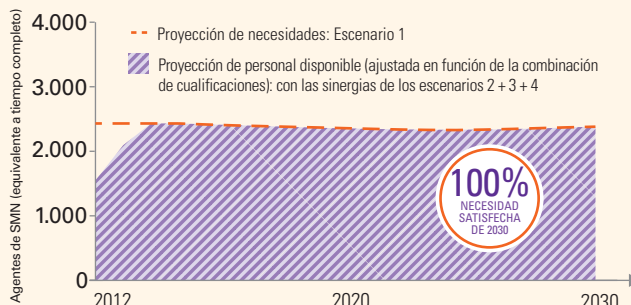 Agentes de SMN (equivalente a tiempo completo)
4.000
3.000
2.000
1.000
0
Proyección de necesidades: Escenario 1
Proyección de personal disponible (ajustada en función de la combinación
de cualificaciones): con las sinergias de los escenarios 2 + 3 + 4
100%
NECESIDAD
SATISFECHA
DE 2030
2012
2020
2030